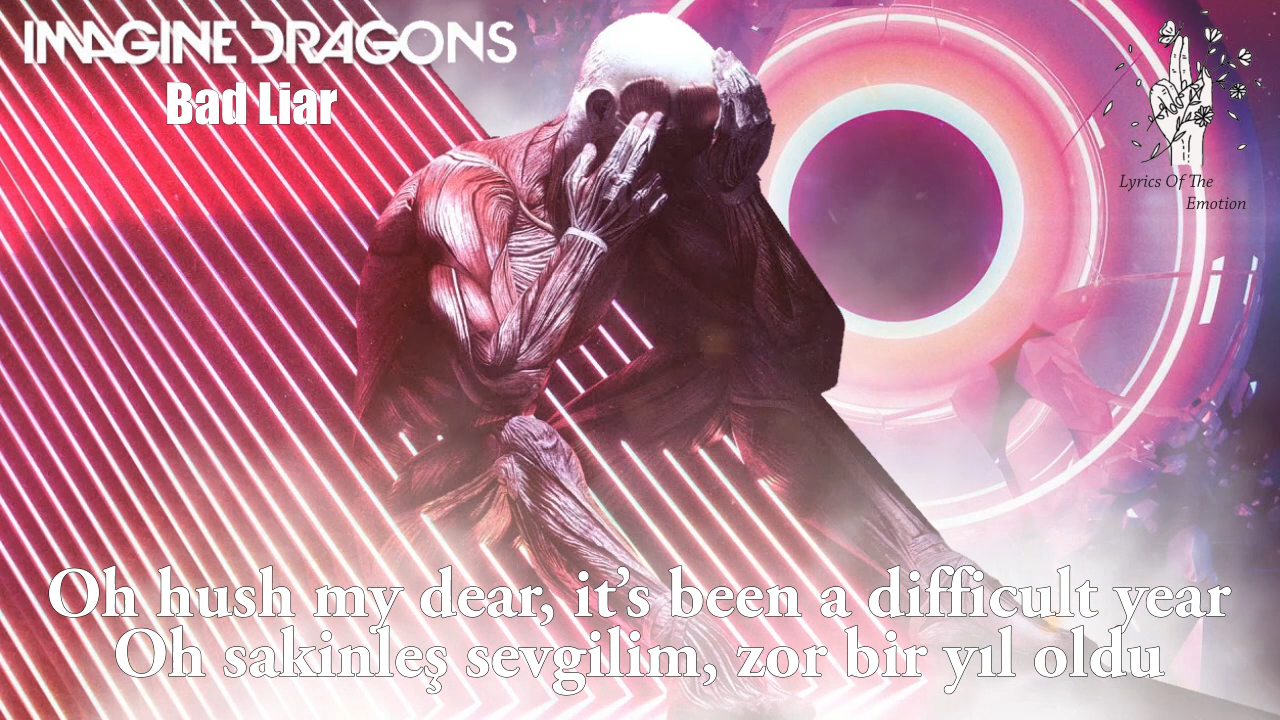 IMAGINE DRAGONS
Bad Liar
Lyrics Of The
Emotion
Oh hush my dear, it's been a difficult year
Oh sakinleş sevgilim, zor bir yıl oldu